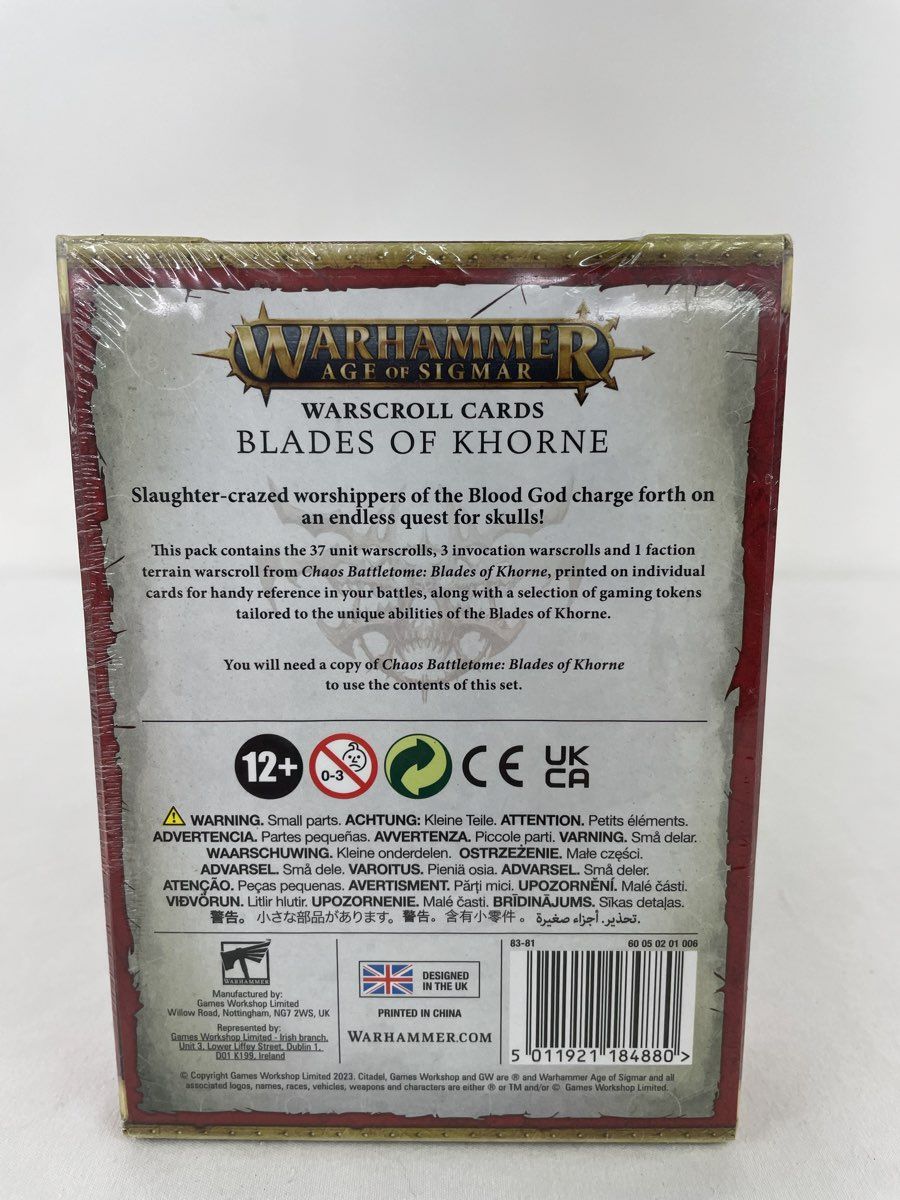 WARHAMMER
AGE OF SIGMAR
WARSCROLL CARDS
BLADES OF KHORNE
Slaughter-crazed worshippers of the Blood God charge forth on
an endless quest for skulls!
This pack contains the 37 unit warscrolls, 3 invocation warscrolls and 1 faction
terrain warscroll from Chaos Battletome: Blades of Khorne, printed on individual
cards for handy reference in your battles, along with a selection of gaming tokens
tailored to the unique abilities of the Blades of Khorne.
You will need a copy of Chaos Battletome: Blades of Khorne
to use the contents of this set.
12+ 0-3 CE UK
CA
WARNING. Small parts. ACHTUNG: Kleine Teile. ATTENTION. Petits éléments.
ADVERTENCIA. Partes pequeñas. AVVERTENZA. Piccole parti. VARNING. Små delar.
WAARSCHUWING. Kleine onderdelen. OSTRZEŻENIE. Małe części.
ADVARSEL. Små dele. VAROITUS. Pieniä osia. ADVARSEL. Små deler.
ATENÇÃO. Peças pequenas. AVERTISMENT. Părţi mici. UPOZORNĚNÍ. Malé části.
VIÐVÖRUN. Litlir hlutir. UPOZORNENIE. Malé časti. BRĪDINĀJUMS. Sīkas detaļas.
警告。 小さな部品があります。 警告。 含有小零件 。 تحذير. أجزاء صغيرة.
WARHAMMER
Manufactured by:
Games Workshop Limited
Willow Road, Nottingham, NG7 2WS, UK
Represented by:
Games Workshop Limited - Irish branch,
Unit 3, Lower Liffey Street, Dublin 1,
D01 K199, Ireland
DESIGNED
IN THE UK
PRINTED IN CHINA
WARHAMMER.COM
83-81 60 05 02 01 006
5 011921 184880 >
© Copyright Games Workshop Limited 2023. Citadel, Games Workshop and GW are ® and Warhammer Age of Sigmar and all
associated logos, names, races, vehicles, weapons and characters are either ® or TM and/or © Games Workshop Limited.